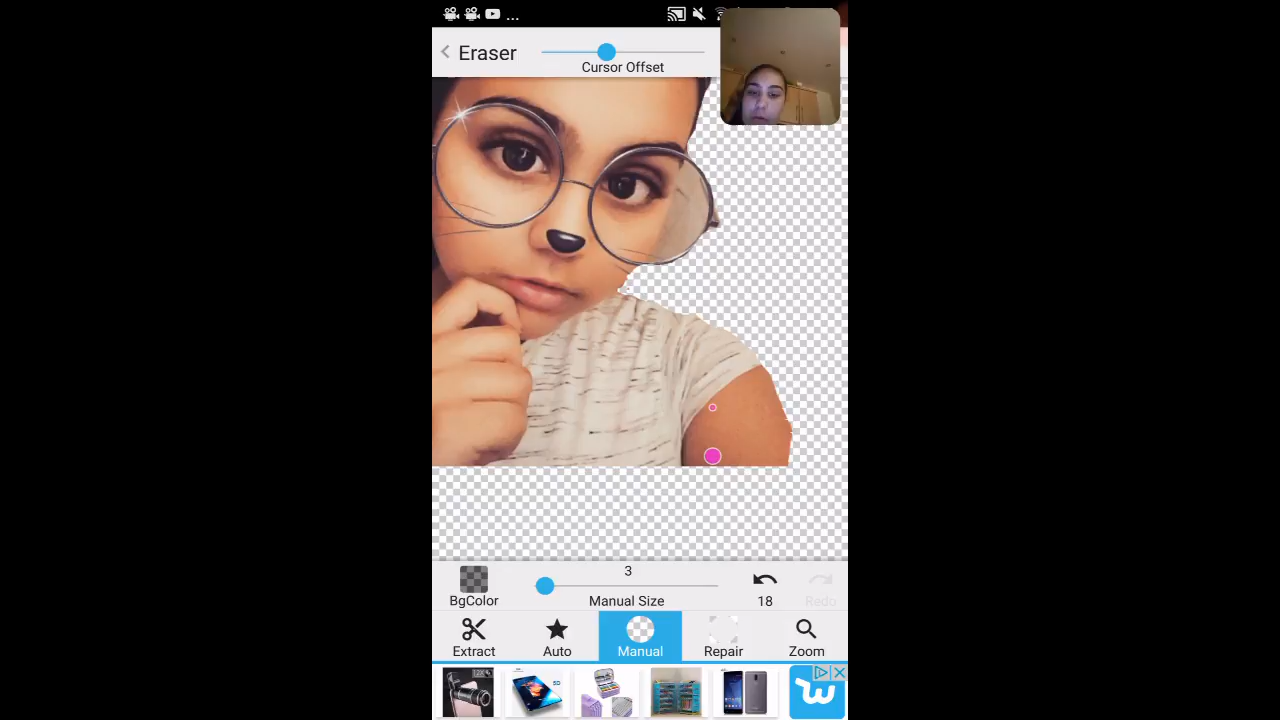 ...
Eraser
Cursor Offset
3
BgColor
Manual Size
18
Redo
Extract
Auto
Manual
Repair
Zoom